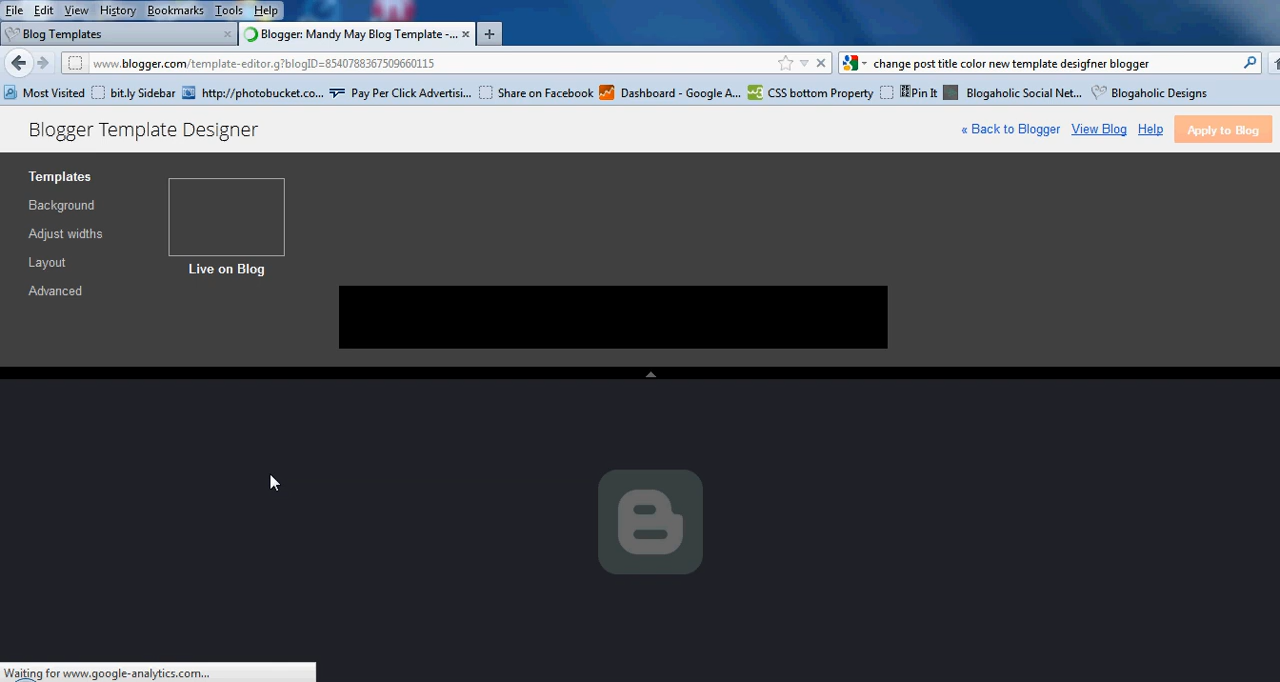 File Edit View History Bookmarks Tools Help
Blog Templates × Blogger: Mandy May Blog Template -... × +
www.blogger.com/template-editor.g?blogID=8540788367509660115 change post title color new template desigfner blogger
Most Visited bit.ly Sidebar http://photobucket.co... Pay Per Click Advertisi... Share on Facebook Dashboard - Google A... CSS bottom Property Pin It Blogaholic Social Net... Blogaholic Designs
Blogger Template Designer « Back to Blogger View Blog Help Apply to Blog
Templates
Background
Adjust widths
Layout
Live on Blog
Advanced
Waiting for www.google-analytics.com...